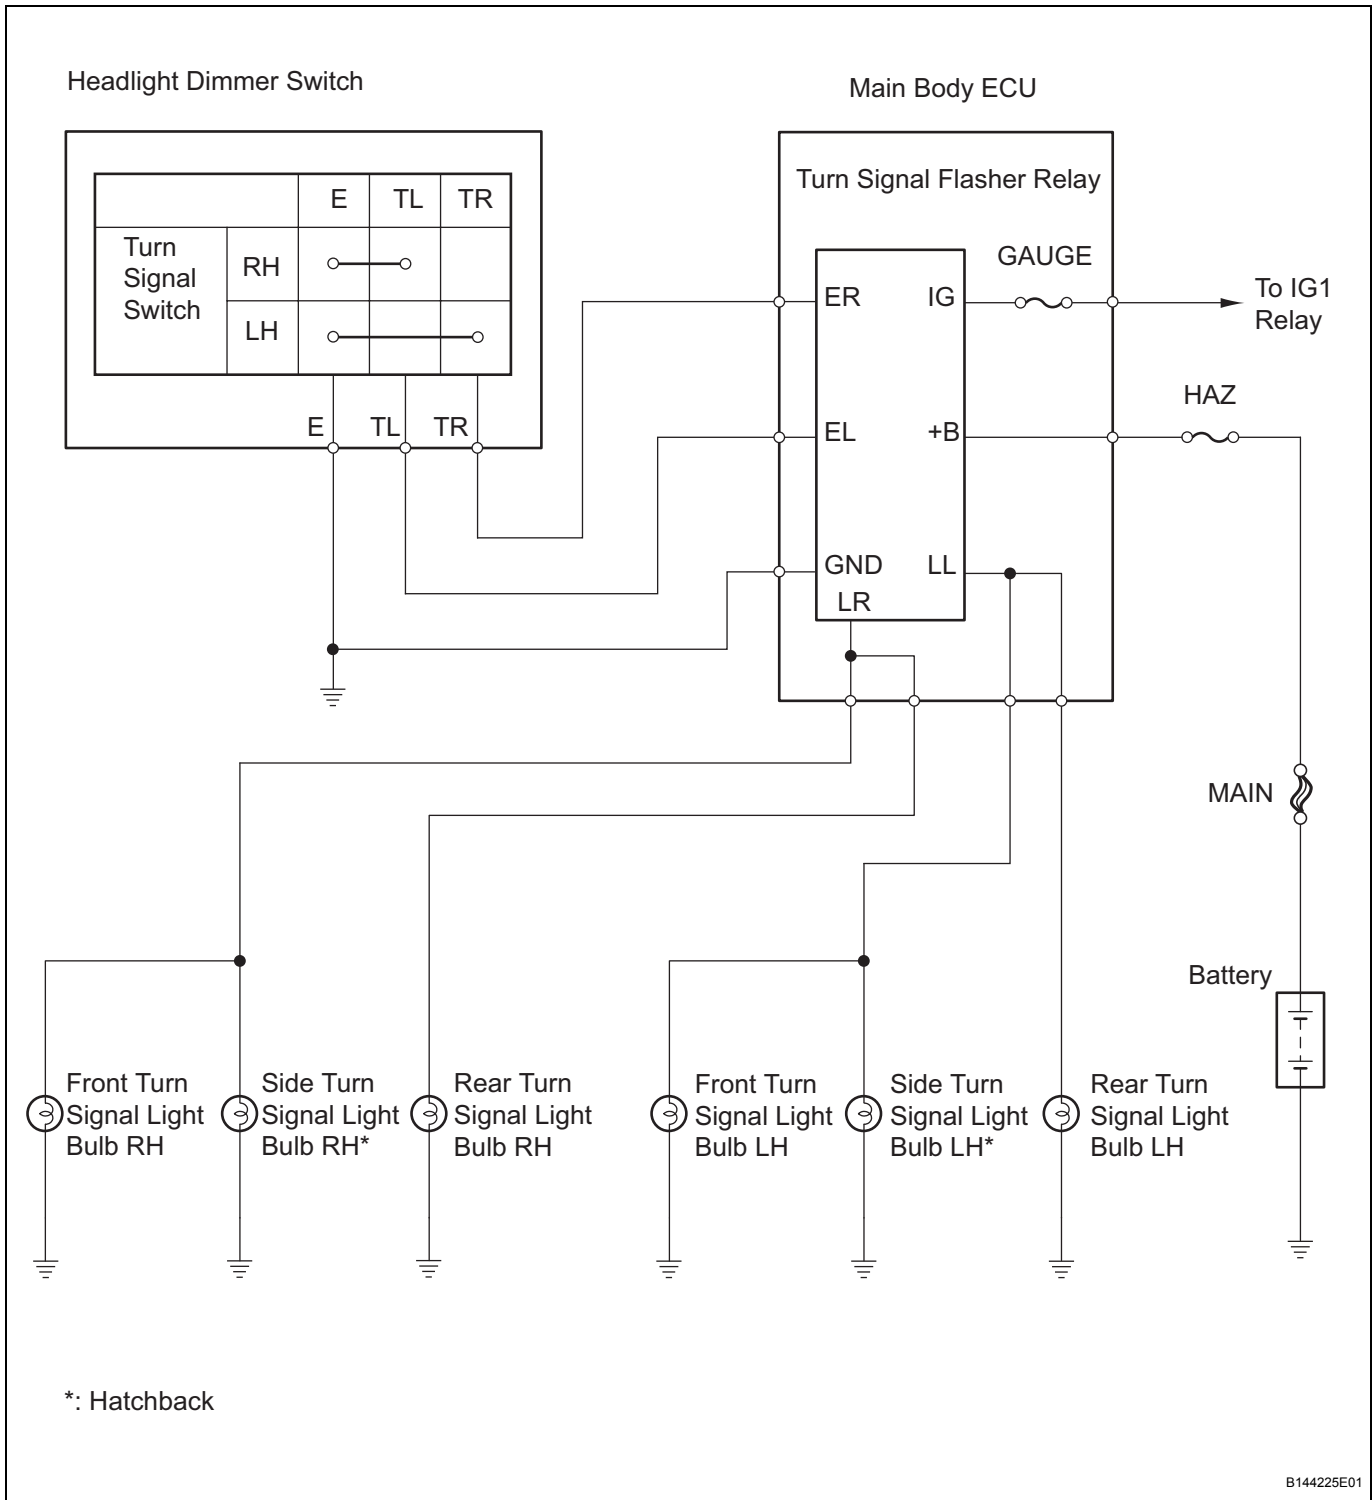 Headlight Dimmer Switch
Main Body ECU
E TL TR
Turn
Signal
Switch
RH
LH
E TL TR
Turn Signal Flasher Relay
GAUGE
ER IG
To IG1
Relay
HAZ
EL +B
GND LL
LR
MAIN
Battery
Front Turn
Signal Light
Bulb RH
Side Turn
Signal Light
Bulb RH*
Rear Turn
Signal Light
Bulb RH
Front Turn
Signal Light
Bulb LH
Side Turn
Signal Light
Bulb LH*
Rear Turn
Signal Light
Bulb LH
*: Hatchback
B144225E01